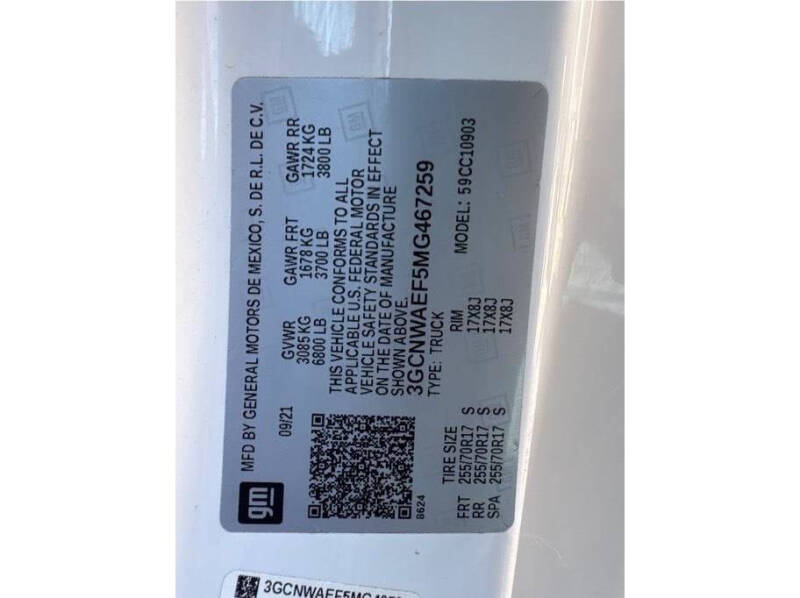 gm
MFD BY GENERAL MOTORS DE MEXICO, S. DE R.L. DE C.V.
09/21 GVWR GAWR FRT GAWR RR
3085 KG 1678 KG 1724 KG
6800 LB 3700 LB 3800 LB
THIS VEHICLE CONFORMS TO ALL
APPLICABLE U.S. FEDERAL MOTOR
VEHICLE SAFETY STANDARDS IN EFFECT
ON THE DATE OF MANUFACTURE
SHOWN ABOVE.
3GCNWAEF5MG467259
8624 TYPE: TRUCK MODEL: 59CC10903
TIRE SIZE RIM
FRT 255/70R17 S 17X8J
RR 255/70R17 S 17X8J
SPA 255/70R17 S 17X8J